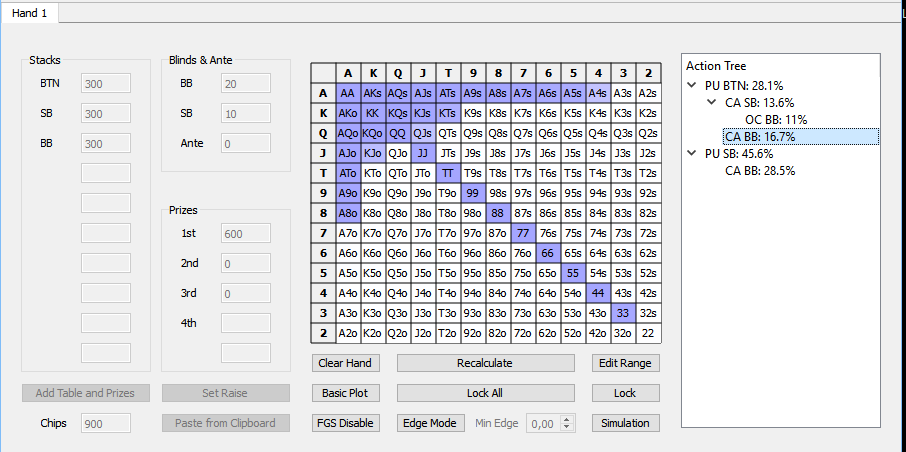 Hand 1
Stacks
BTN 300
SB 300
BB 300
Blinds & Ante
BB 20
SB 10
Ante 0
Prizes
1st 600
2nd 0
3rd 0
4th
Add Table and Prizes
Set Raise
Chips 900
Paste from Clipboard
A K Q J T 9 8 7 6 5 4 3 2
A AA AKs AQs AJs ATs A9s A8s A7s A6s A5s A4s A3s A2s
K AKo KK KQs KJs KTs K9s K8s K7s K6s K5s K4s K3s K2s
Q AQo KQo QQ QJs QTs Q9s Q8s Q7s Q6s Q5s Q4s Q3s Q2s
J AJo KJo QJo JJ JTs J9s J8s J7s J6s J5s J4s J3s J2s
T ATo KTo QTo JTo TT T9s T8s T7s T6s T5s T4s T3s T2s
9 A9o K9o Q9o J9o T9o 99 98s 97s 96s 95s 94s 93s 92s
8 A8o K8o Q8o J8o T8o 98o 88 87s 86s 85s 84s 83s 82s
7 A7o K7o Q7o J7o T7o 97o 87o 77 76s 75s 74s 73s 72s
6 A6o K6o Q6o J6o T6o 96o 86o 76o 66 65s 64s 63s 62s
5 A5o K5o Q5o J5o T5o 95o 85o 75o 65o 55 54s 53s 52s
4 A4o K4o Q4o J4o T4o 94o 84o 74o 64o 54o 44 43s 42s
3 A3o K3o Q3o J3o T3o 93o 83o 73o 63o 53o 43o 33 32s
2 A2o K2o Q2o J2o T2o 92o 82o 72o 62o 52o 42o 32o 22
Clear Hand Recalculate Edit Range
Basic Plot Lock All Lock
FGS Disable Edge Mode Min Edge 0,00 Simulation
Action Tree
PU BTN: 28.1%
CA SB: 13.6%
OC BB: 11%
CA BB: 16.7%
PU SB: 45.6%
CA BB: 28.5%